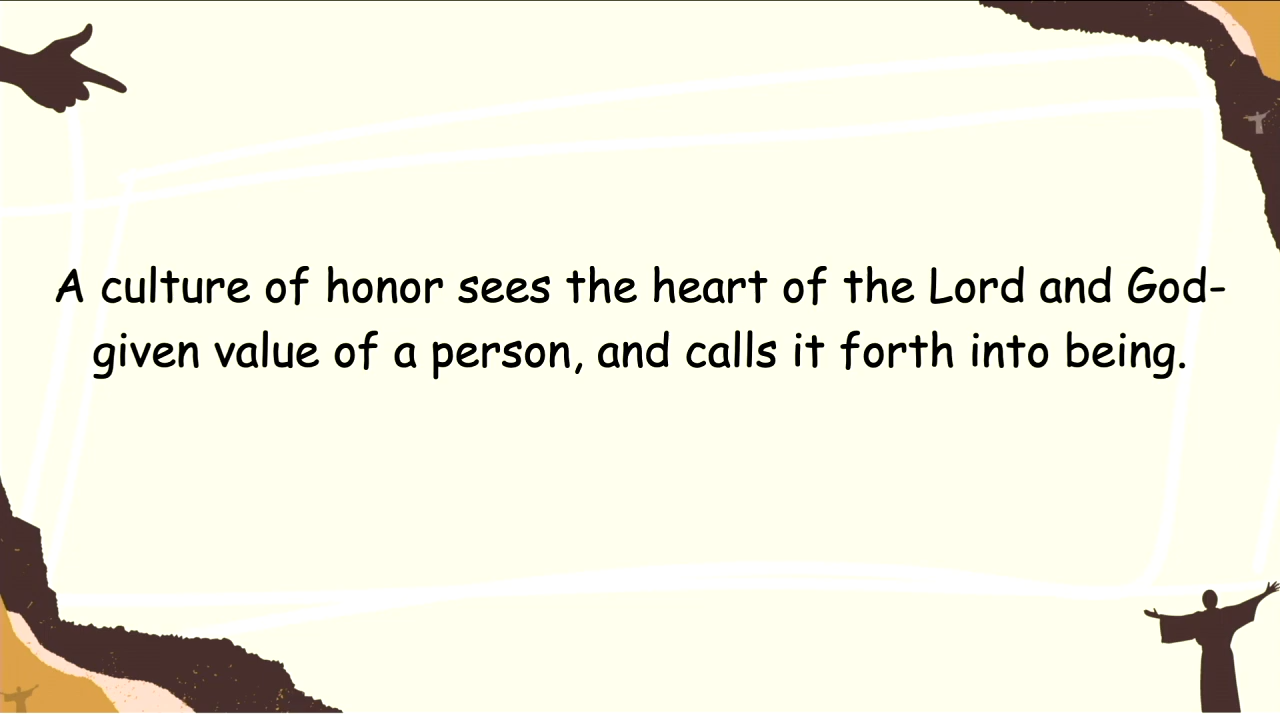 A culture of honor sees the heart of the Lord and God-
given value of a person, and calls it forth into being.